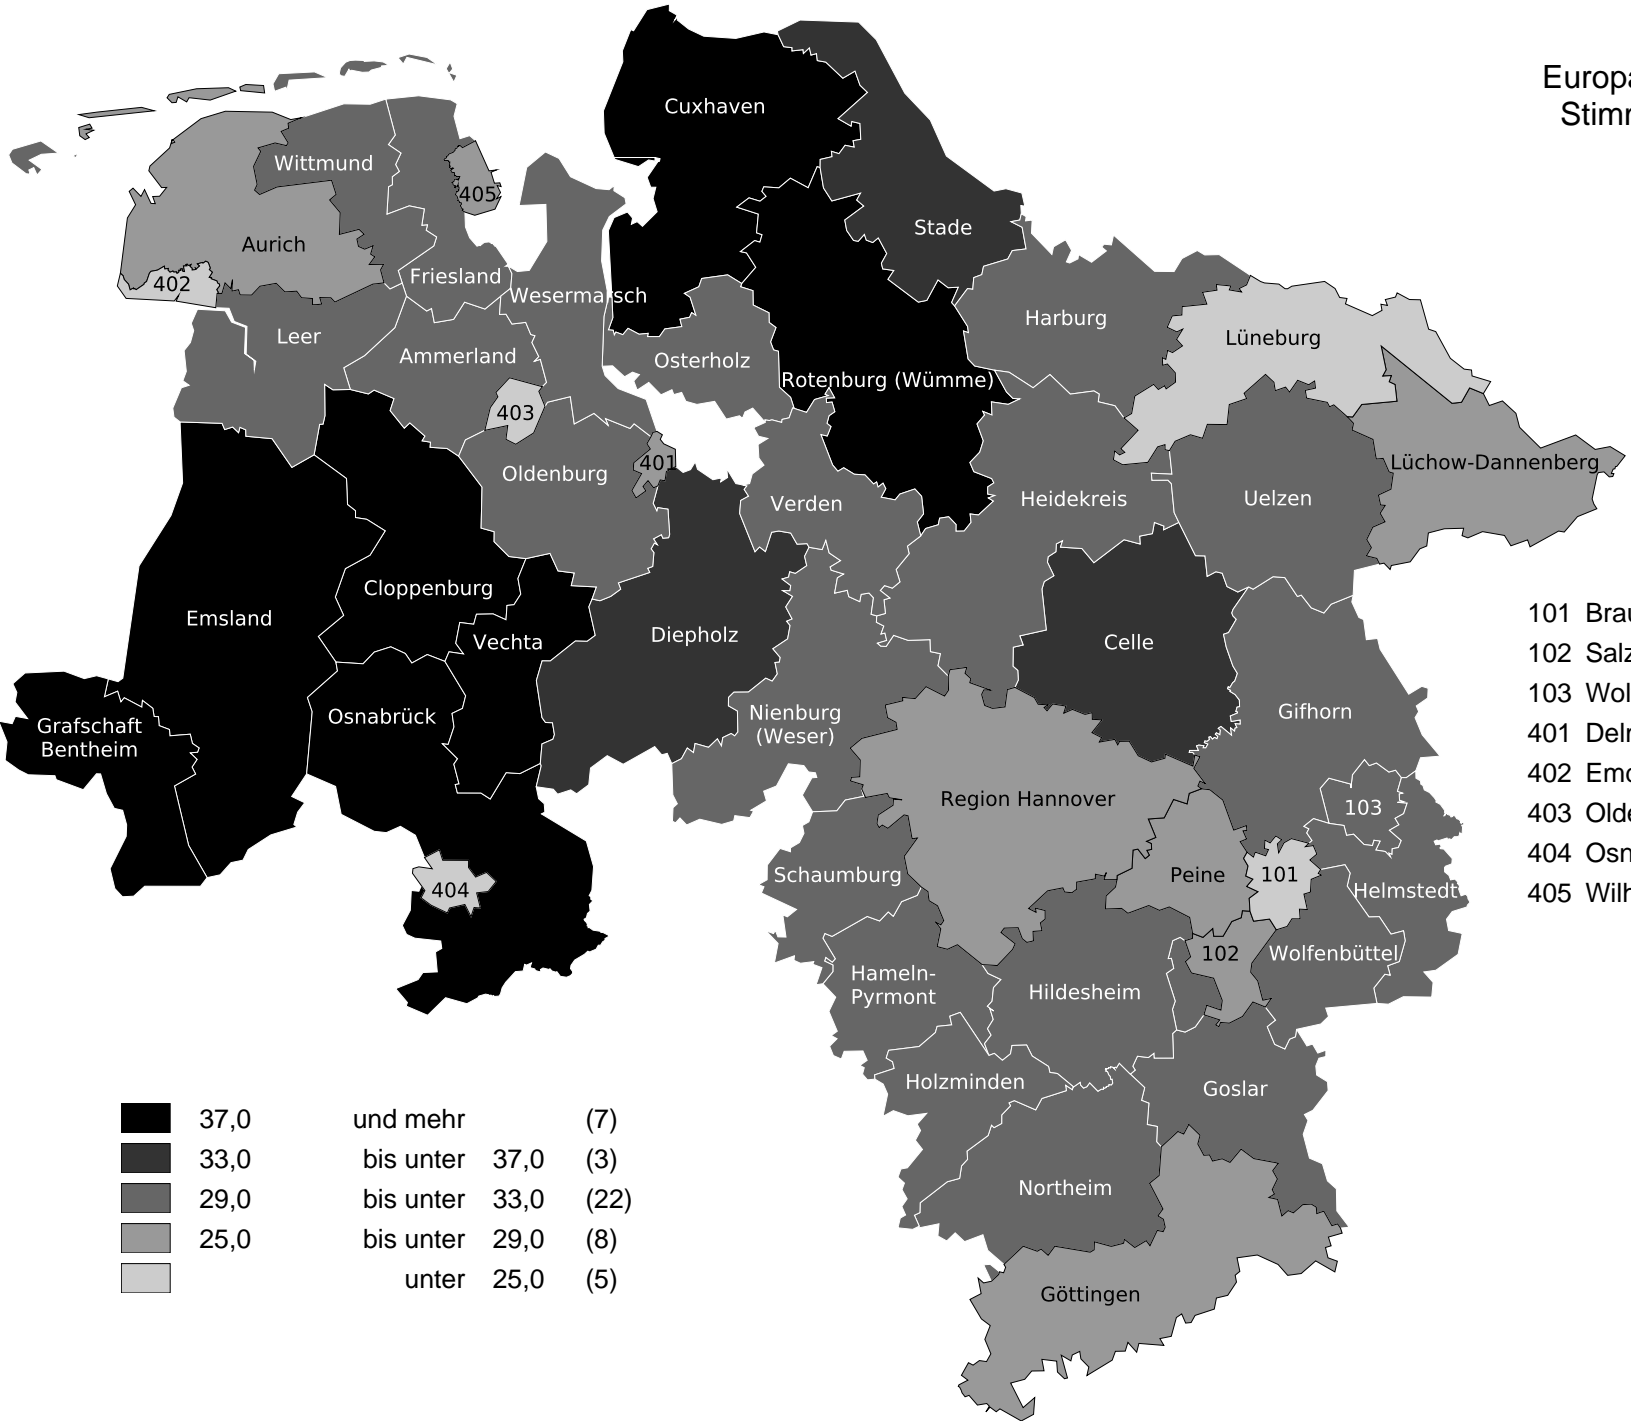 Europa
Stimm
Cuxhaven
Wittmund
405
Stade
Aurich
Friesland
402
Wesermarsch
Harburg
Leer
Lüneburg
Ammerland
Osterholz
Rotenburg (Wümme)
403
401
Lüchow-Dannenberg
Oldenburg
Verden
Heidekreis
Uelzen
Cloppenburg
Emsland
Diepholz
Vechta
Celle
Grafschaft
Bentheim
Osnabrück
Nienburg
(Weser)
Gifhorn
Region Hannover
103
Schaumburg
Peine
101
404
Helmstedt
102
Wolfenbüttel
Hameln-
Pyrmont
Hildesheim
Holzminden
Goslar
Northeim
Göttingen
101 Brau
102 Salz
103 Wol
401 Deln
402 Emd
403 Olde
404 Osn
405 Wilh
37,0 und mehr (7)
33,0 bis unter 37,0 (3)
29,0 bis unter 33,0 (22)
25,0 bis unter 29,0 (8)
unter 25,0 (5)